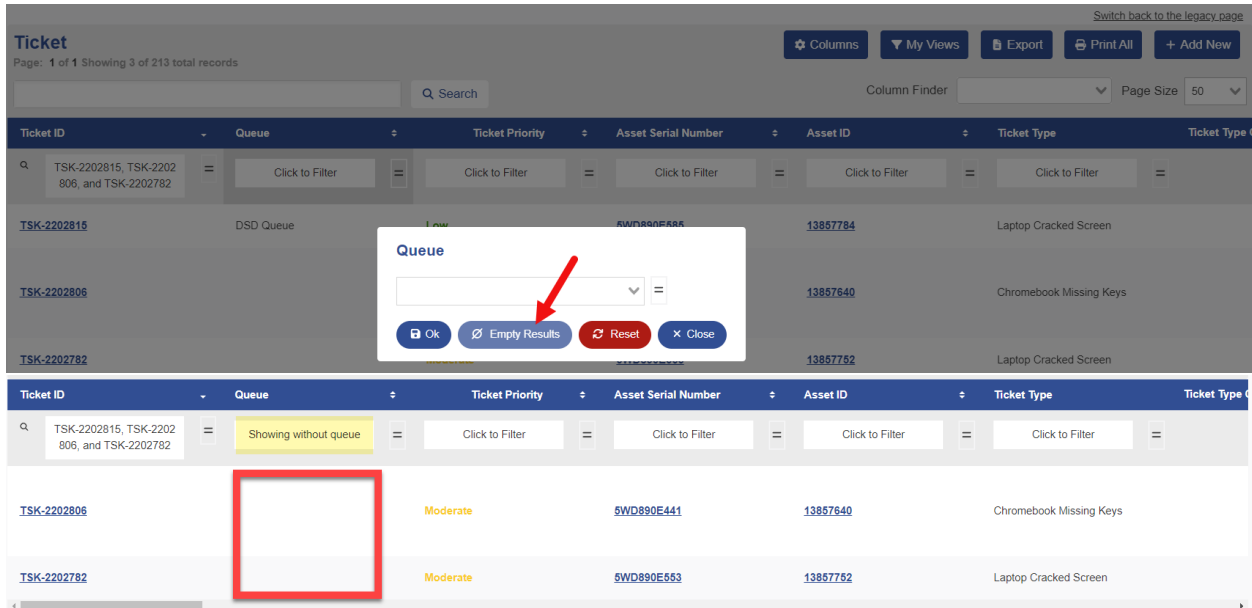 Switch back to the legacy page
Ticket
Columns My Views Export Print All + Add New
Page: 1 of 1 Showing 3 of 213 total records
Search Column Finder Page Size 50
Ticket ID Queue Ticket Priority Asset Serial Number Asset ID Ticket Type Ticket Type
TSK-2202815, TSK-2202 = Click to Filter = Click to Filter = Click to Filter = Click to Filter = Click to Filter =
806, and TSK-2202782
TSK-2202815 DSD Queue Low 5WD890E585 13857784 Laptop Cracked Screen
Queue
=
TSK-2202806 13857640 Chromebook Missing Keys
Ok Empty Results Reset × Close
TSK-2202782 Moderate 13857752 Laptop Cracked Screen
Ticket ID Queue Ticket Priority Asset Serial Number Asset ID Ticket Type Ticket Type
TSK-2202815, TSK-2202 = Showing without queue = Click to Filter = Click to Filter = Click to Filter = Click to Filter =
806, and TSK-2202782
TSK-2202806 Moderate 5WD890E441 13857640 Chromebook Missing Keys
TSK-2202782 Moderate 5WD890E553 13857752 Laptop Cracked Screen